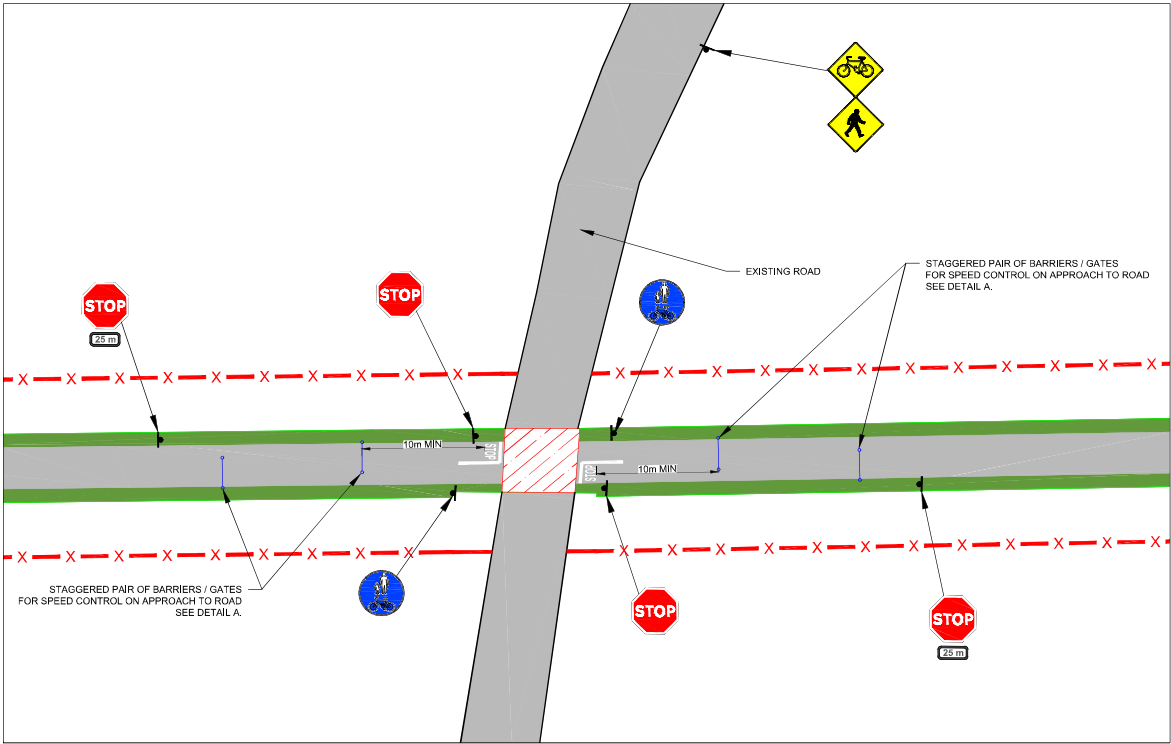 EXISTING ROAD
STAGGERED PAIR OF BARRIERS / GATES
FOR SPEED CONTROL ON APPROACH TO ROAD
SEE DETAIL A.
STOP
25 m
STOP
X X X X X X X X X X X X X X X X X X X X X X
10m MIN
STOP
10m MIN
STOP
X X X X X X X X X X X X X X X X X X X X X X
STAGGERED PAIR OF BARRIERS / GATES
FOR SPEED CONTROL ON APPROACH TO ROAD
SEE DETAIL A.
STOP
STOP
25 m